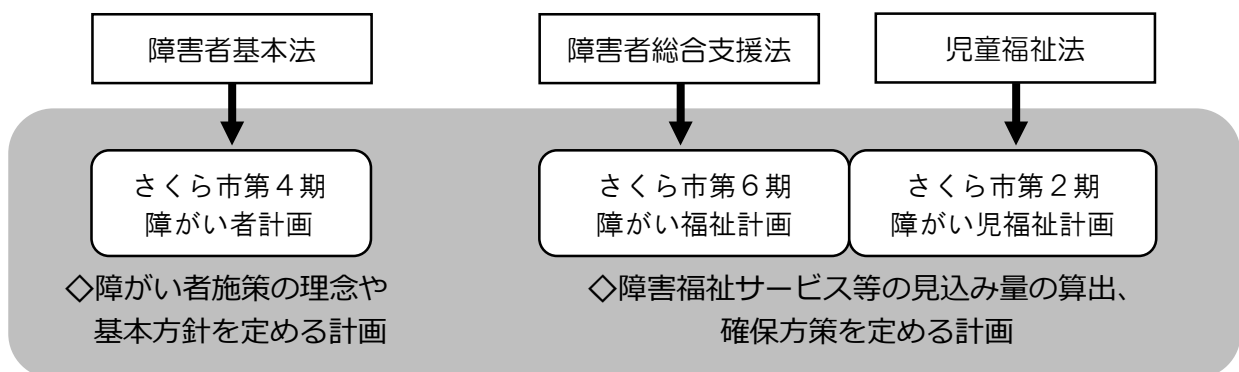 障害者基本法
障害者総合支援法
児童福祉法
さくら市第４期
障がい者計画
さくら市第６期
障がい福祉計画
さくら市第２期
障がい児福祉計画
◇障がい者施策の理念や
基本方針を定める計画
◇障害福祉サービス等の見込み量の算出、
確保方策を定める計画